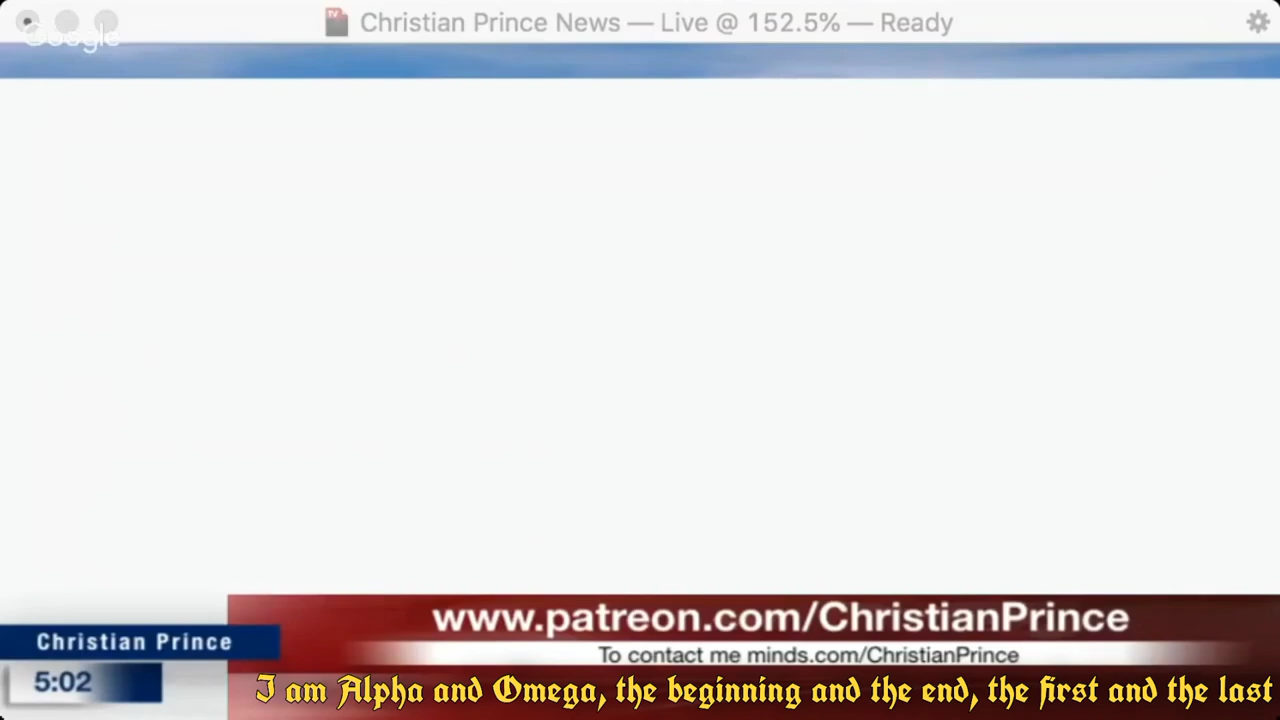 Christian Prince News — Live @ 152.5% — Ready
Google
www.patreon.com/ChristianPrince
Christian Prince
To contact me minds.com/ChristianPrince
5:02
I am Alpha and Omega, the beginning and the end, the first and the last